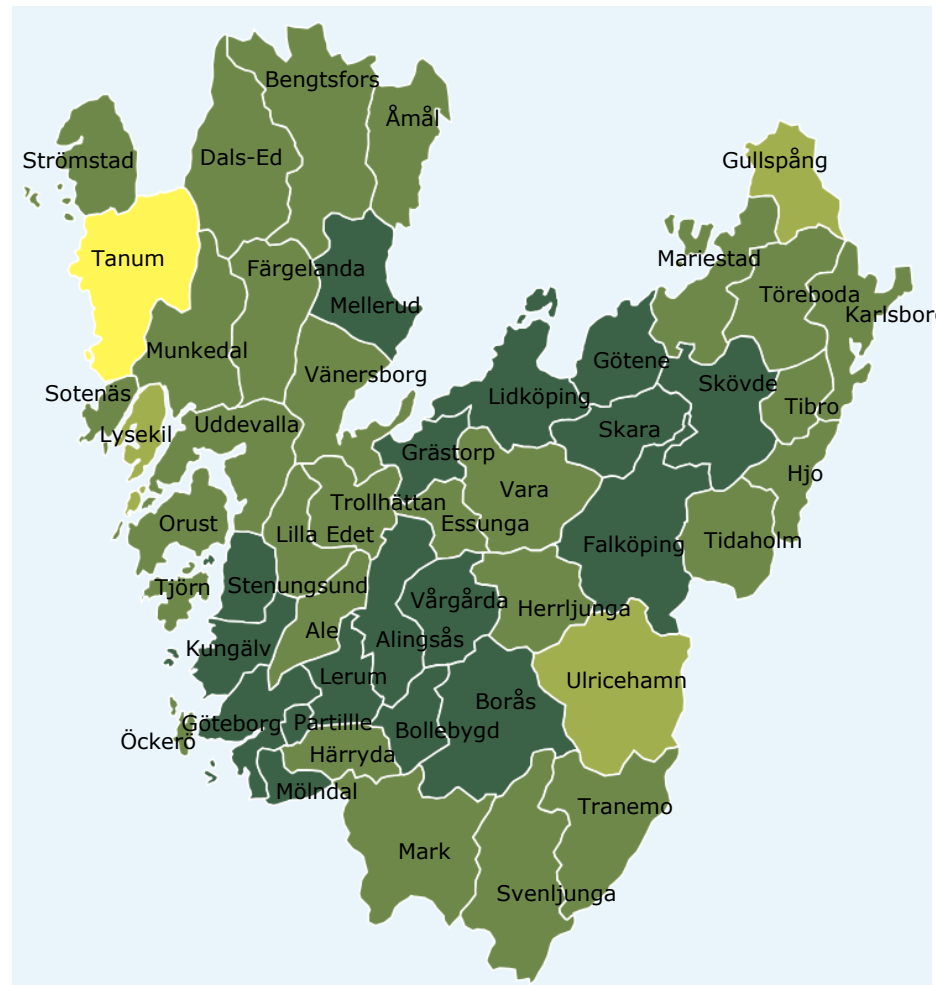 Bengtsfors
Åmål
Strömstad
Dals-Ed
Gullspång
Tanum
Färgelanda
Mariestad
Mellerud
Töreboda
Karlsborg
Munkedal
Götene
Vänersborg
Skövde
Sotenäs
Lidköping
Tibro
Lysekil
Uddevalla
Skara
Grästorp
Hjo
Trollhättan
Vara
Orust
Essunga
Lilla Edet
Falköping
Tidaholm
Tjörn
Stenungsund
Vårgårda
Herrljunga
Ale
Alingsås
Kungälv
Lerum
Ulricehamn
Borås
Göteborg
Partillle
Bollebygd
Öckerö
Härryda
Mölndal
Tranemo
Mark
Svenljunga